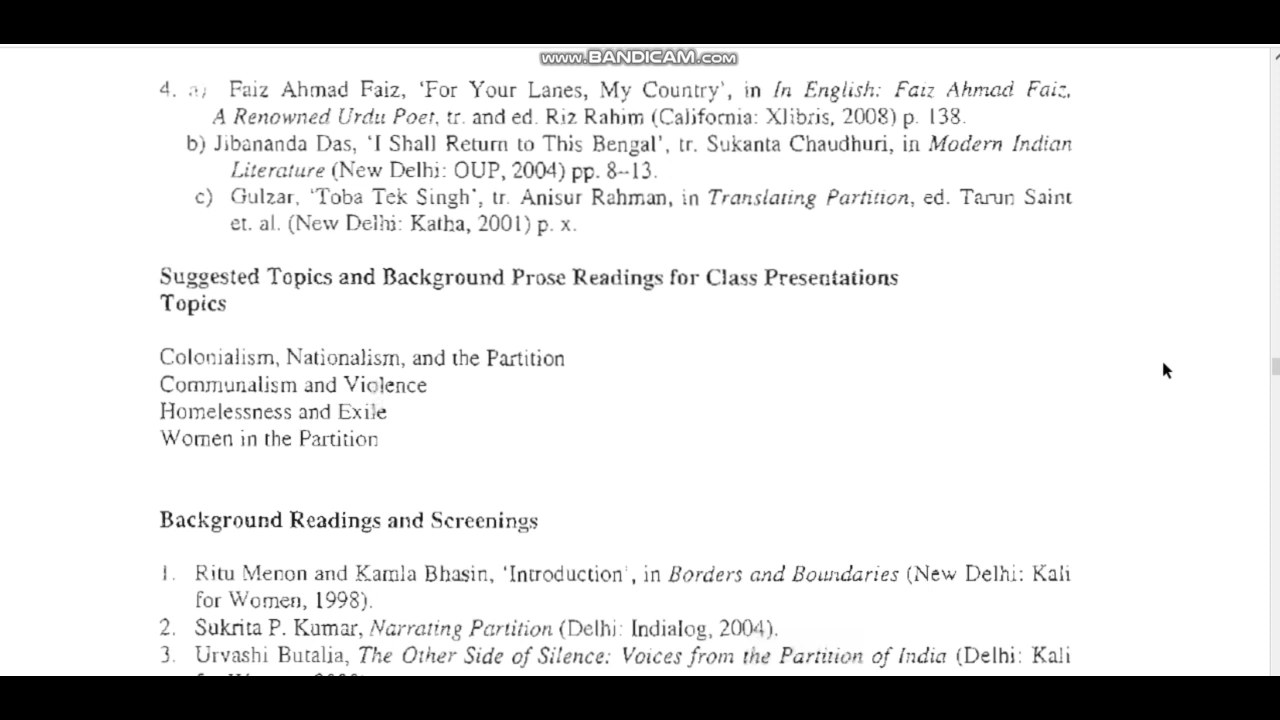 www.BANDICAM.com
4. a) Faiz Ahmad Faiz, ‘For Your Lanes, My Country’, in In English: Faiz Ahmad Faiz,
A Renowned Urdu Poet, tr. and ed. Riz Rahim (California: Xlibris, 2008) p. 138.
b) Jibananda Das, ‘I Shall Return to This Bengal’, tr. Sukanta Chaudhuri, in Modern Indian
Literature (New Delhi: OUP, 2004) pp. 8–13.
c) Gulzar, ‘Toba Tek Singh’, tr. Anisur Rahman, in Translating Partition, ed. Tarun Saint
et. al. (New Delhi: Katha, 2001) p. x.
Suggested Topics and Background Prose Readings for Class Presentations
Topics
Colonialism, Nationalism, and the Partition
Communalism and Violence
Homelessness and Exile
Women in the Partition
Background Readings and Screenings
1. Ritu Menon and Kamla Bhasin, ‘Introduction’, in Borders and Boundaries (New Delhi: Kali
for Women, 1998).
2. Sukrita P. Kumar, Narrating Partition (Delhi: Indialog, 2004).
3. Urvashi Butalia, The Other Side of Silence: Voices from the Partition of India (Delhi: Kali